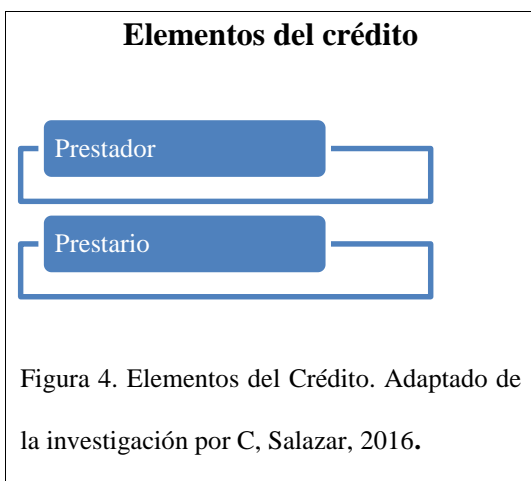 Elementos del crédito
Prestador
Prestario
Figura 4. Elementos del Crédito. Adaptado de
la investigación por C, Salazar, 2016.